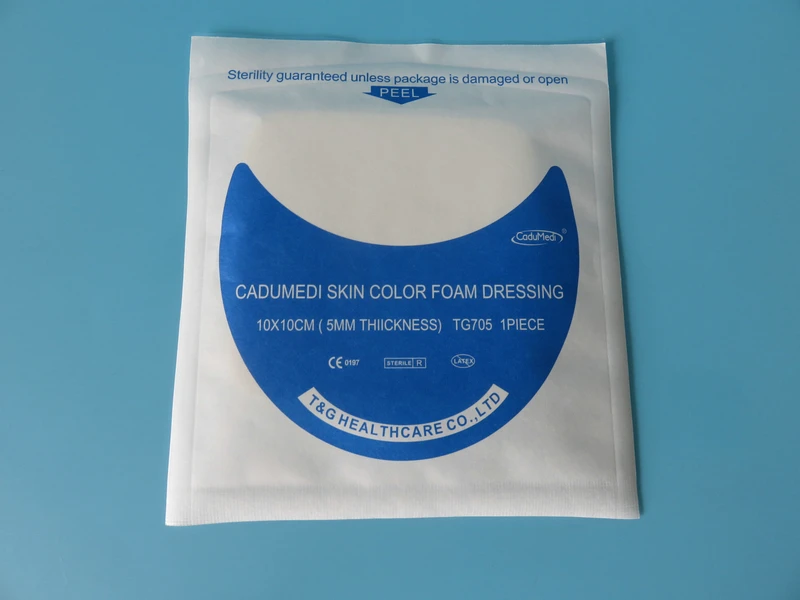 Sterility guaranteed unless package is damaged or open
PEEL
CaduMedi®
CADUMEDI SKIN COLOR FOAM DRESSING
10X10CM ( 5MM THIICKNESS) TG705 1PIECE
CE 0197 STERILE R LATEX
T&G HEALTHCARE CO.,LTD